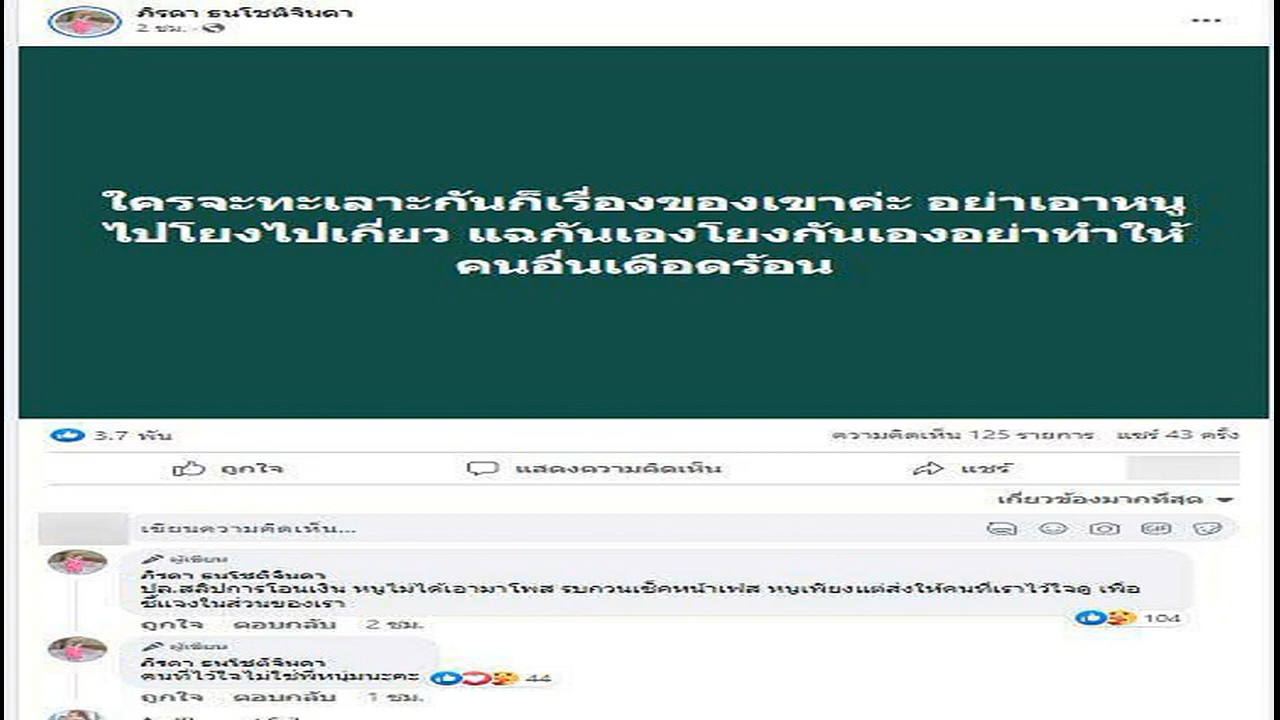 ภิรดา ธนโชติจินดา
2 ชม. ·
ใครจะทะเลาะกันก็เรื่องของเขาค่ะ อย่าเอาหนู
ไปโยงไปเกี่ยว แฉกันเองโยงกันเองอย่าทำให้
คนอื่นเดือดร้อน
3.7 พัน ความคิดเห็น 125 รายการ แชร์ 43 ครั้ง
ถูกใจ แสดงความคิดเห็น แชร์
เกี่ยวข้องมากที่สุด
เขียนความคิดเห็น...
GIF
ผู้เขียน
ภิรดา ธนโชติจินดา
ปล.สลิปการโอนเงิน หนูไม่ได้เอามาโพส รบกวนเช็คหน้าเฟส หนูเพียงแต่ส่งให้คนที่เราไว้ใจดู เพื่อ
ชี้แจงในส่วนของเรา
104
ถูกใจ ตอบกลับ 2 ชม.
ผู้เขียน
ภิรดา ธนโชติจินดา
คนที่ไว้ใจไม่ใช่พี่หนุ่มนะคะ 44
ถูกใจ ตอบกลับ 1 ชม.